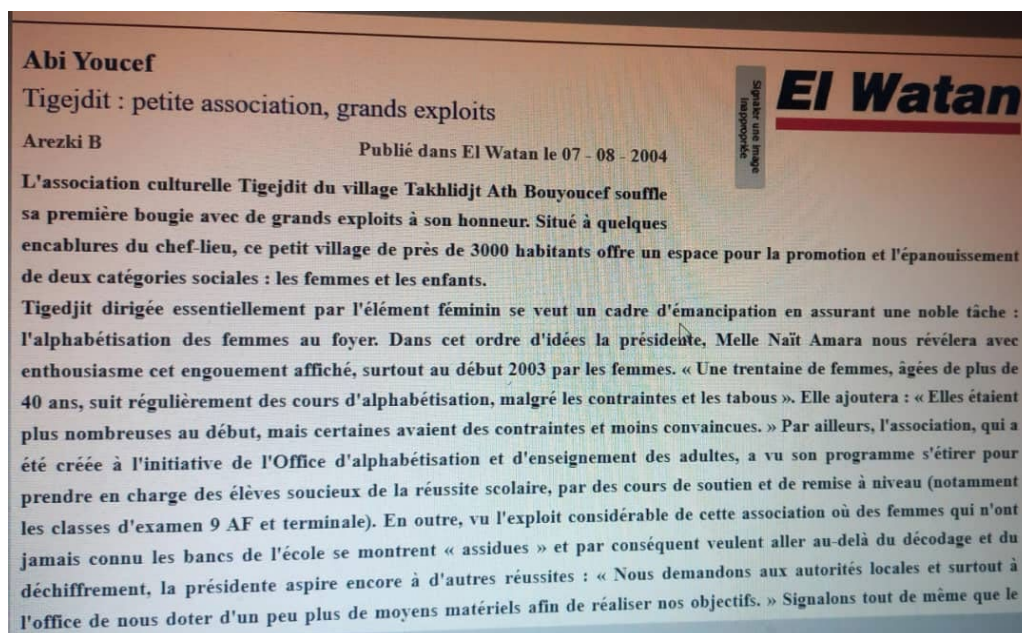 Abi Youcef
Tigejdit : petite association, grands exploits
El Watan
Signaler une image
inappropriée
Arezki B
Publié dans El Watan le 07 - 08 - 2004
L'association culturelle Tigejdit du village Takhlidjt Ath Bouyoucef souffle
sa première bougie avec de grands exploits à son honneur. Situé à quelques
encablures du chef-lieu, ce petit village de près de 3000 habitants offre un espace pour la promotion et l'épanouissement
de deux catégories sociales : les femmes et les enfants.
Tigedjit dirigée essentiellement par l'élément féminin se veut un cadre d'émancipation en assurant une noble tâche :
l'alphabétisation des femmes au foyer. Dans cet ordre d'idées la présidente, Melle Naït Amara nous révélera avec
enthousiasme cet engouement affiché, surtout au début 2003 par les femmes. « Une trentaine de femmes, âgées de plus de
40 ans, suit régulièrement des cours d'alphabétisation, malgré les contraintes et les tabous ». Elle ajoutera : « Elles étaient
plus nombreuses au début, mais certaines avaient des contraintes et moins convaincues. » Par ailleurs, l'association, qui a
été créée à l'initiative de l'Office d'alphabétisation et d'enseignement des adultes, a vu son programme s'étirer pour
prendre en charge des élèves soucieux de la réussite scolaire, par des cours de soutien et de remise à niveau (notamment
les classes d'examen 9 AF et terminale). En outre, vu l'exploit considérable de cette association où des femmes qui n'ont
jamais connu les bancs de l'école se montrent « assidues » et par conséquent veulent aller au-delà du décodage et du
déchiffrement, la présidente aspire encore à d'autres réussites : « Nous demandons aux autorités locales et surtout à
l'office de nous doter d'un peu plus de moyens matériels afin de réaliser nos objectifs. » Signalons tout de même que le